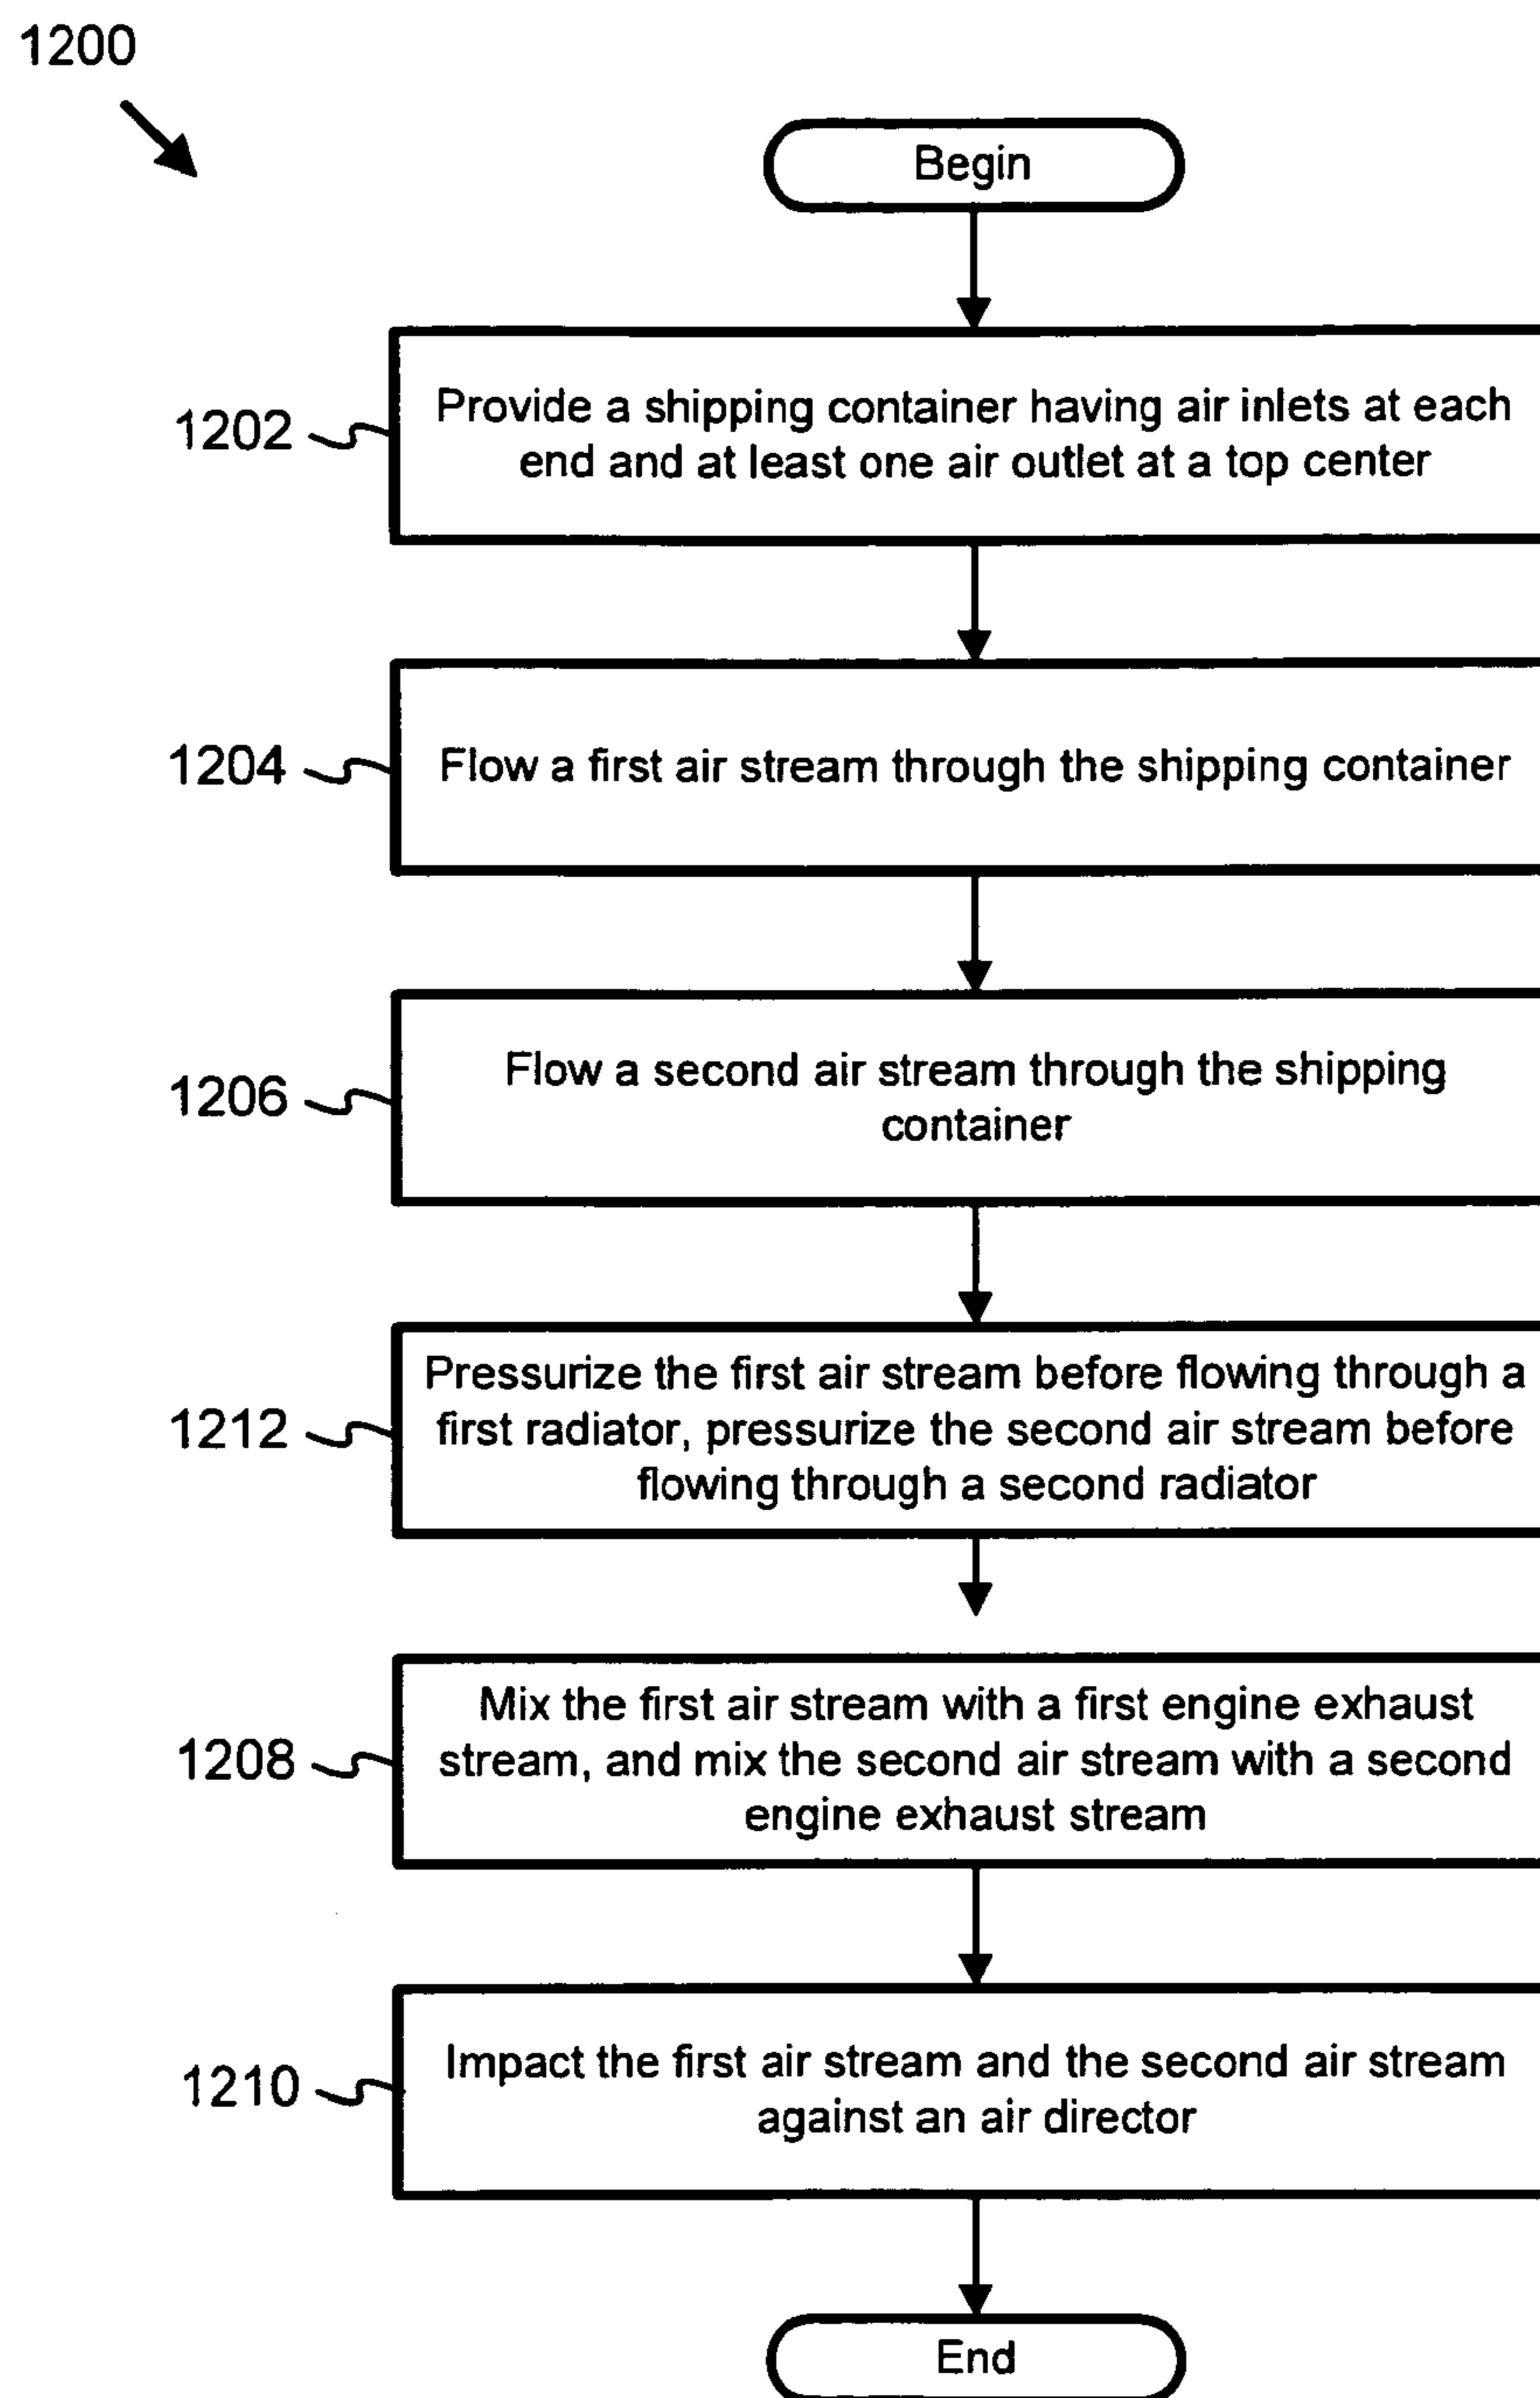 1200
Begin
1202
Provide a shipping container having air inlets at each
end and at least one air outlet at a top center
1204
Flow a first air stream through the shipping container
1206
Flow a second air stream through the shipping
container
1212
Pressurize the first air stream before flowing through a
first radiator, pressurize the second air stream before
flowing through a second radiator
1208
Mix the first air stream with a first engine exhaust
stream, and mix the second air stream with a second
engine exhaust stream
1210
Impact the first air stream and the second air stream
against an air director
End